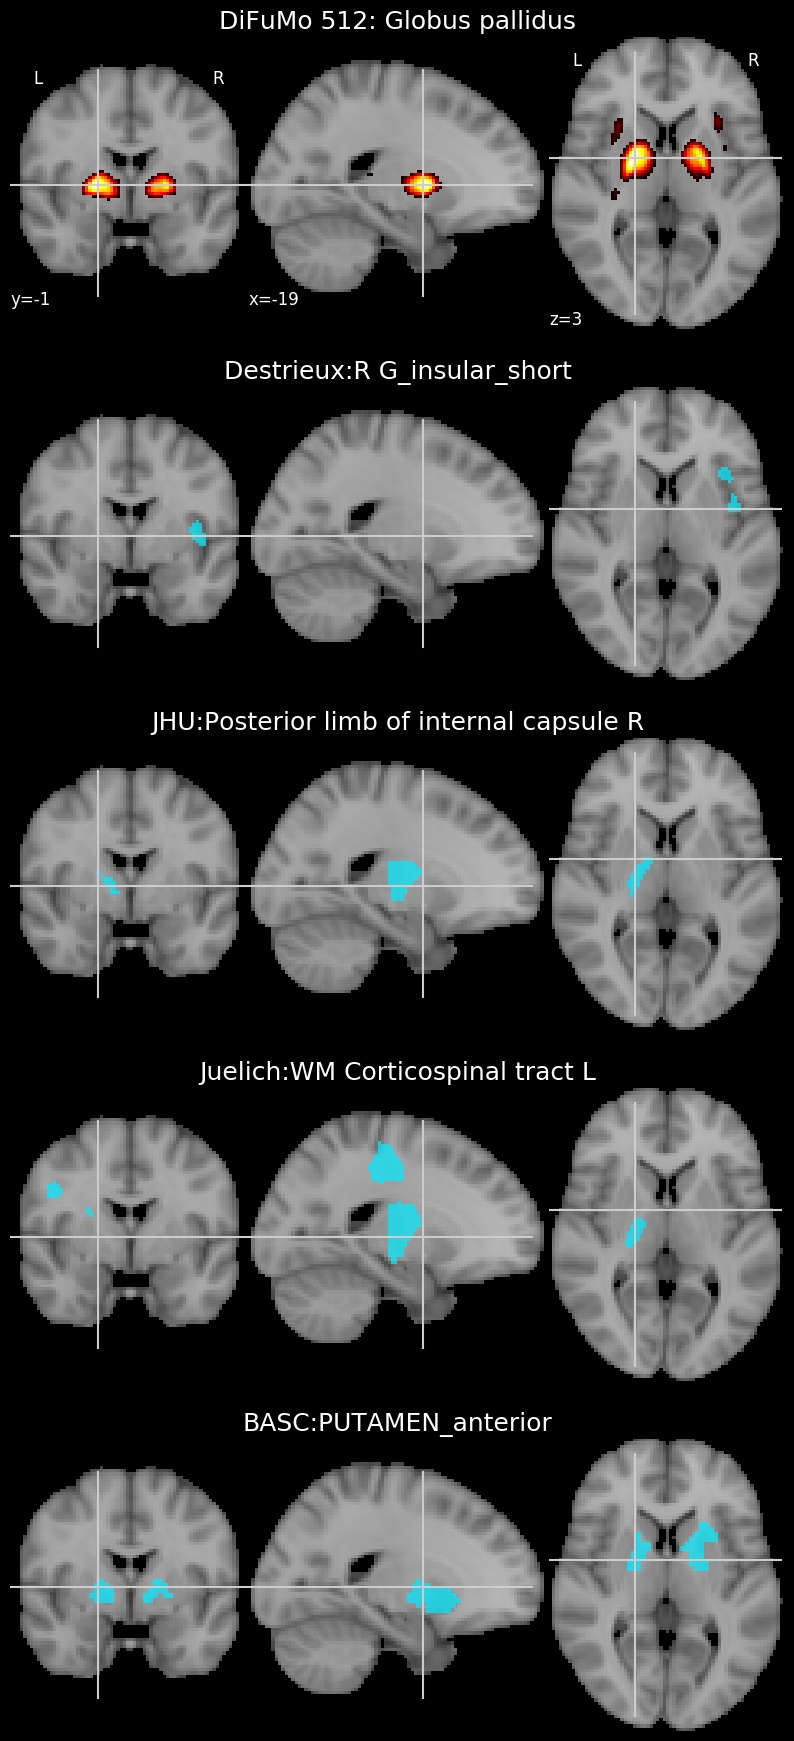 DiFuMo 512: Globus pallidus
L R L R
y=-1 x=-19 z=3
Destrieux:R G_insular_short
JHU:Posterior limb of internal capsule R
Juelich:WM Corticospinal tract L
BASC:PUTAMEN_anterior